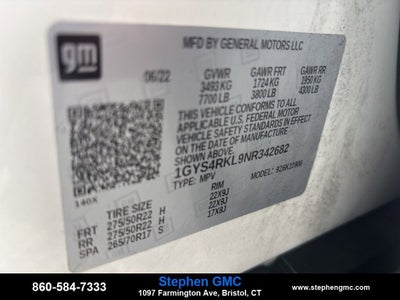 gm
MFD BY GENERAL MOTORS LLC
06/22 GVWR GAWR FRT GAWR RR
3493 KG 1724 KG 1950 KG
7700 LB 3800 LB 4300 LB
THIS VEHICLE CONFORMS TO ALL
APPLICABLE U.S. FEDERAL MOTOR
VEHICLE SAFETY AND
STANDARDS IN EFFECT ON THE DATE OF
MANUFACTURE SHOWN ABOVE.
1GYS4RKL9NR342682
TYPE: MPV
140X
TIRE SIZE RIM
FRT 275/50R22 H 22X9J
RR 275/50R22 H 22X9J
SPA 265/70R17 S 17X8J
Stephen GMC
860-584-7333 1097 Farmington Ave, Bristol, CT www.stephengmc.com